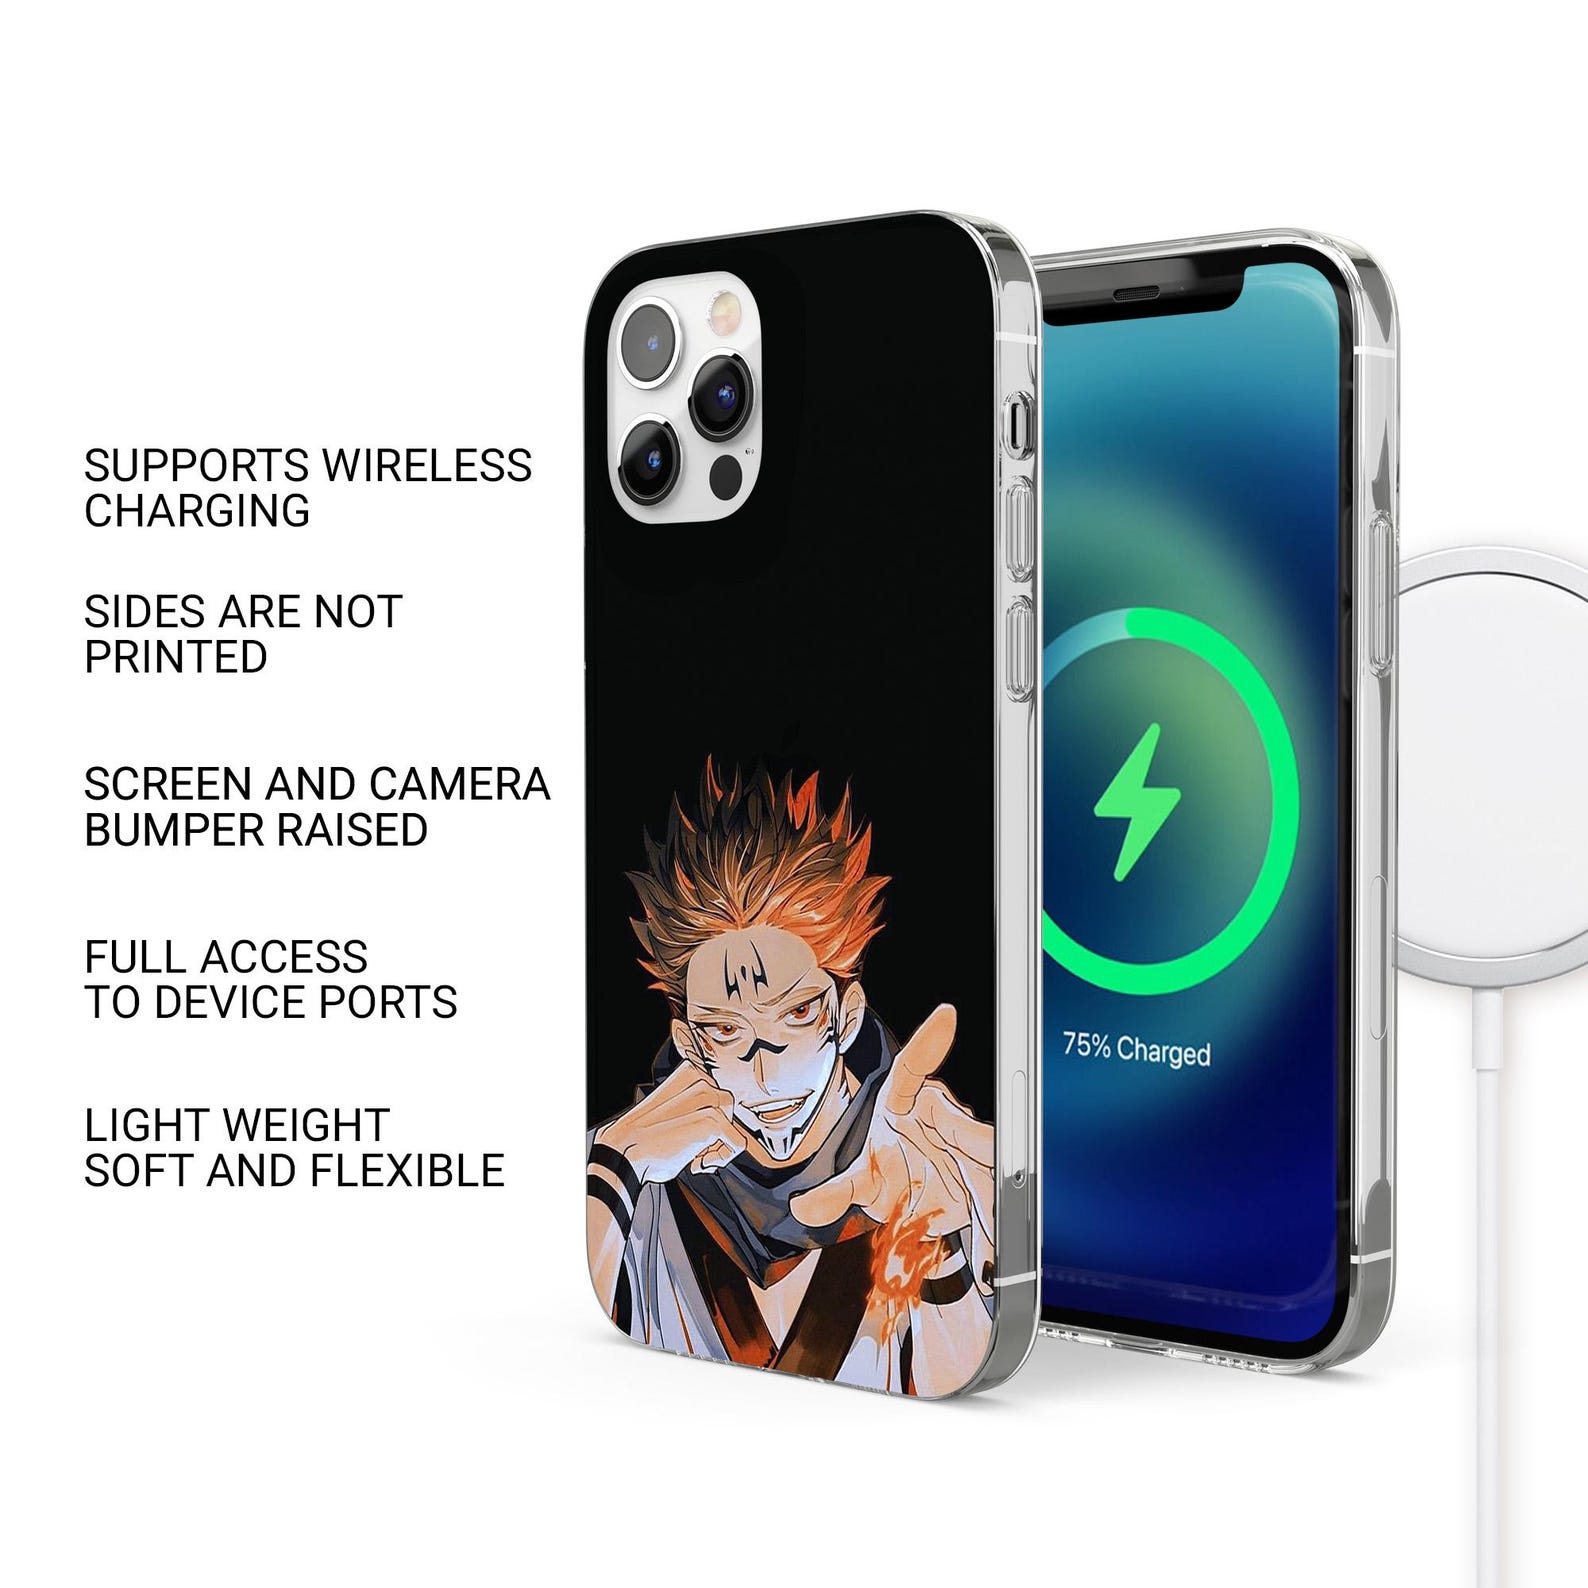 SUPPORTS WIRELESS
CHARGING
SIDES ARE NOT
PRINTED
SCREEN AND CAMERA
BUMPER RAISED
FULL ACCESS
TO DEVICE PORTS
LIGHT WEIGHT
SOFT AND FLEXIBLE
75% Charged